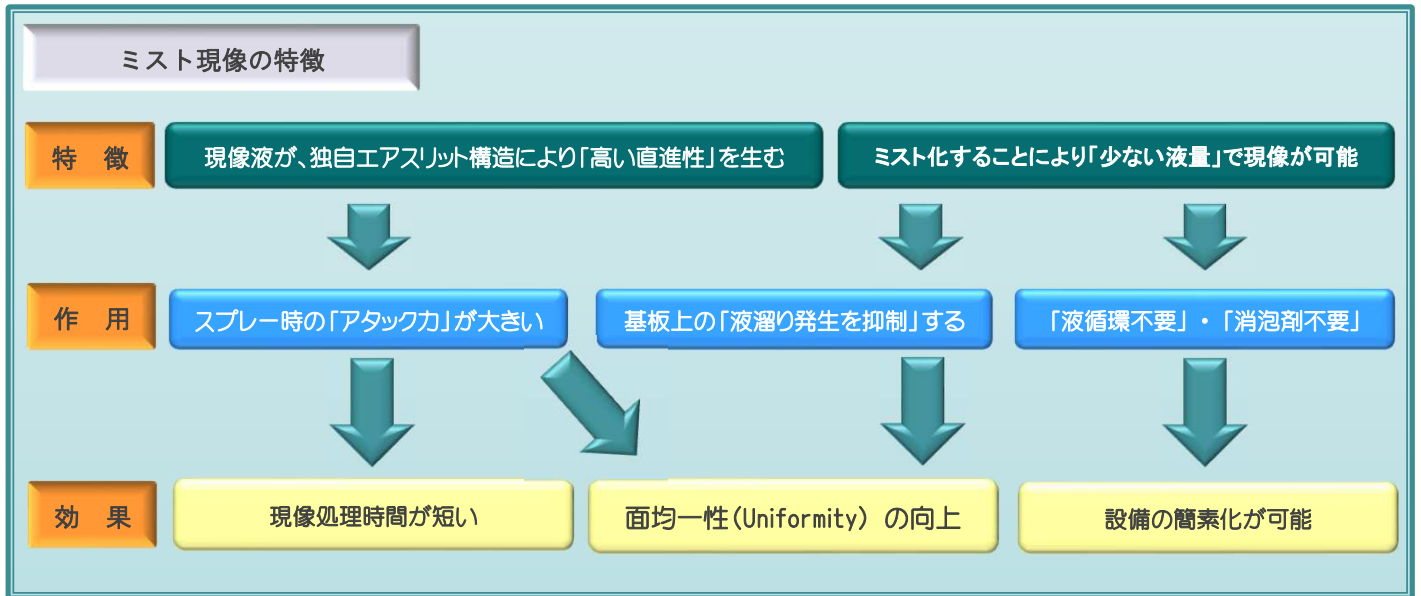 ミスト現像の特徴
特　徴
現像液が、独自エアスリット構造により｢高い直進性｣を生む
ミスト化することにより｢少ない液量｣で現像が可能
作　用
スプレー時の｢アタック力｣が大きい
基板上の｢液溜り発生を抑制｣する
｢液循環不要｣・｢消泡剤不要｣
効　果
現像処理時間が短い
面均一性(Uniformity) の向上
設備の簡素化が可能